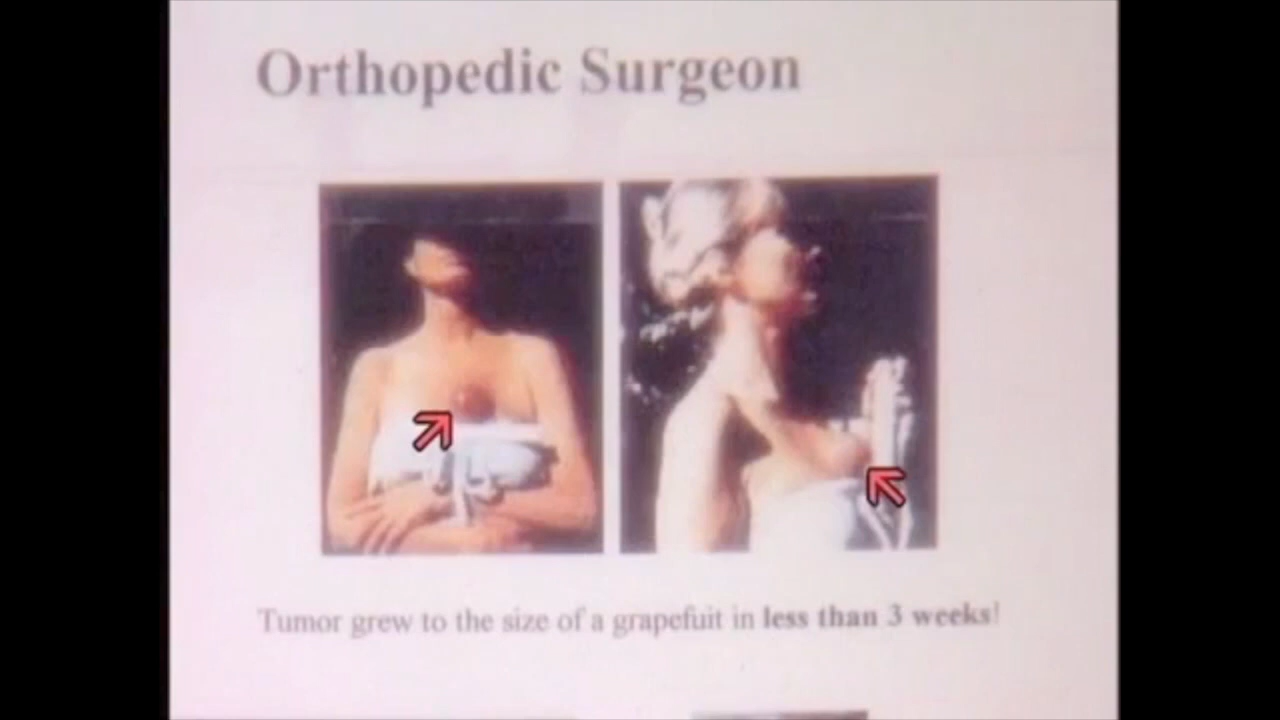 Orthopedic Surgeon
Tumor grew to the size of a grapefuit in less than 3 weeks!